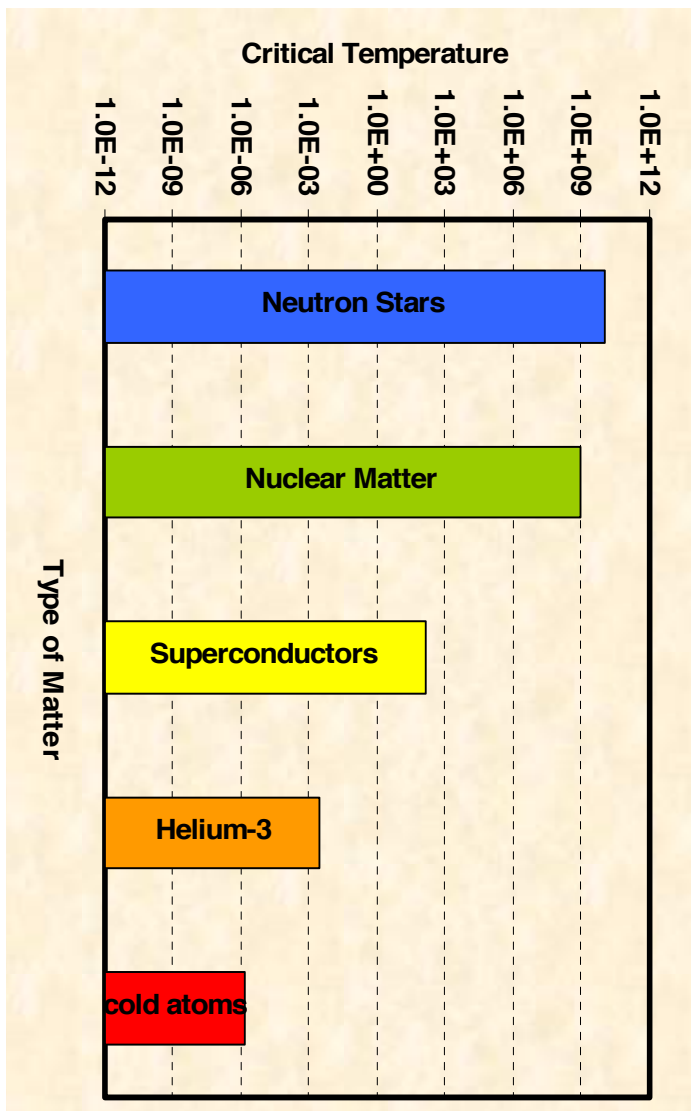 Critical Temperature
1.0E-12
1.0E-09
1.0E-06
1.0E-03
1.0E+00
1.0E+03
1.0E+06
1.0E+09
1.0E+12
Neutron Stars
Nuclear Matter
Superconductors
Helium-3
cold atoms
Type of Matter